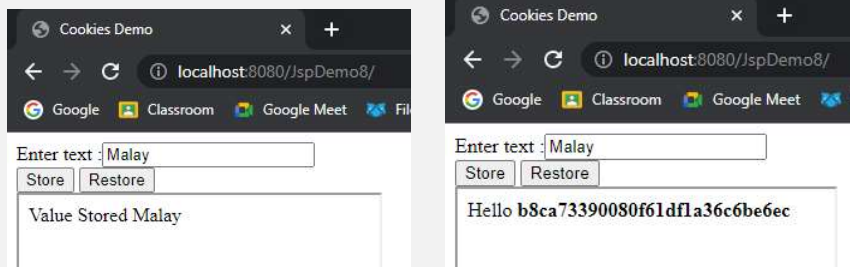 Cookies Demo
localhost:8080/JspDemo8/
Google Classroom Google Meet File
Enter text :Malay
Store Restore
Value Stored Malay
Cookies Demo
localhost:8080/JspDemo8/
Google Classroom Google Meet
Enter text :Malay
Store Restore
Hello b8ca73390080f61df1a36c6be6ec